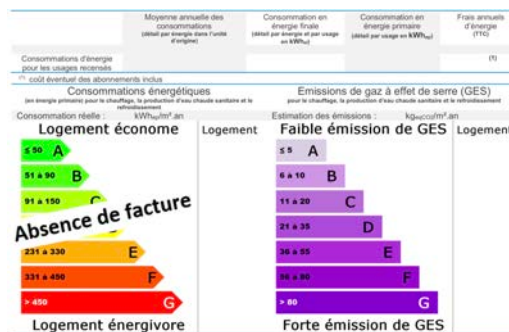 Moyenne annuelle des consommations
(détail par énergie dans l'unité d'origine)
Consommation en énergie finale
(détail par énergie et par usage en kWhef)
Consommation en énergie primaire
(détail par usage en kWhep)
Frais annuels d'énergie
(TTC)
Consommations d'énergie pour les usages recensés
(1)
(1) coût éventuel des abonnements inclus
Consommations énergétiques
(en énergie primaire) pour le chauffage, la production d'eau chaude sanitaire et le refroidissement
Émissions de gaz à effet de serre (GES)
pour le chauffage, la production d'eau chaude sanitaire et le refroidissement
Consommation réelle : kWhep/m².an
Estimation des émissions : kgeqCO2/m².an
Logement économe
Logement
Faible émission de GES
Logement
≤ 50 A
51 à 90 B
91 à 150 C
Absence de facture
231 à 330 E
331 à 450 F
> 450 G
Logement énergivore
≤ 5 A
6 à 10 B
11 à 20 C
21 à 35 D
36 à 55 E
56 à 80 F
> 80 G
Forte émission de GES